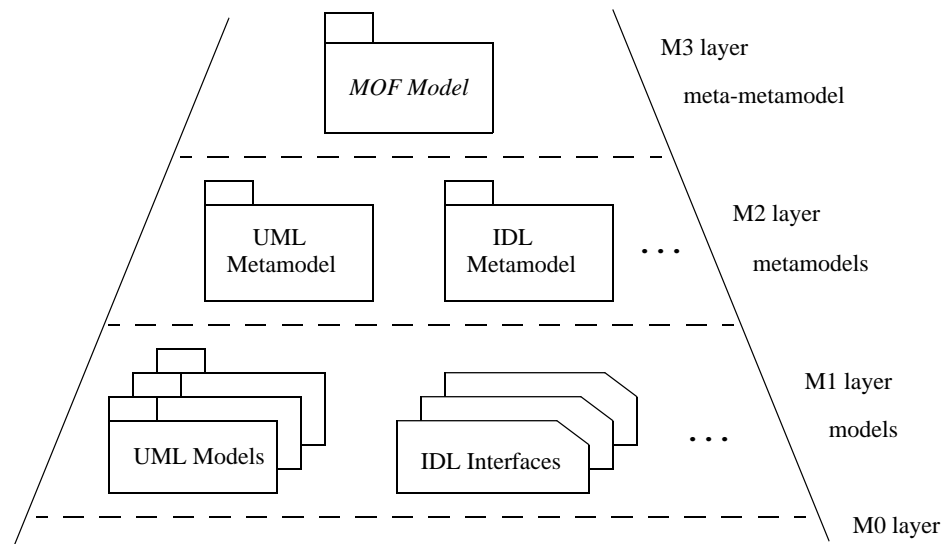 M3 layer
MOF Model
meta-metamodel
M2 layer
UML
Metamodel
IDL
Metamodel
...
metamodels
M1 layer
models
UML Models
IDL Interfaces
...
M0 layer